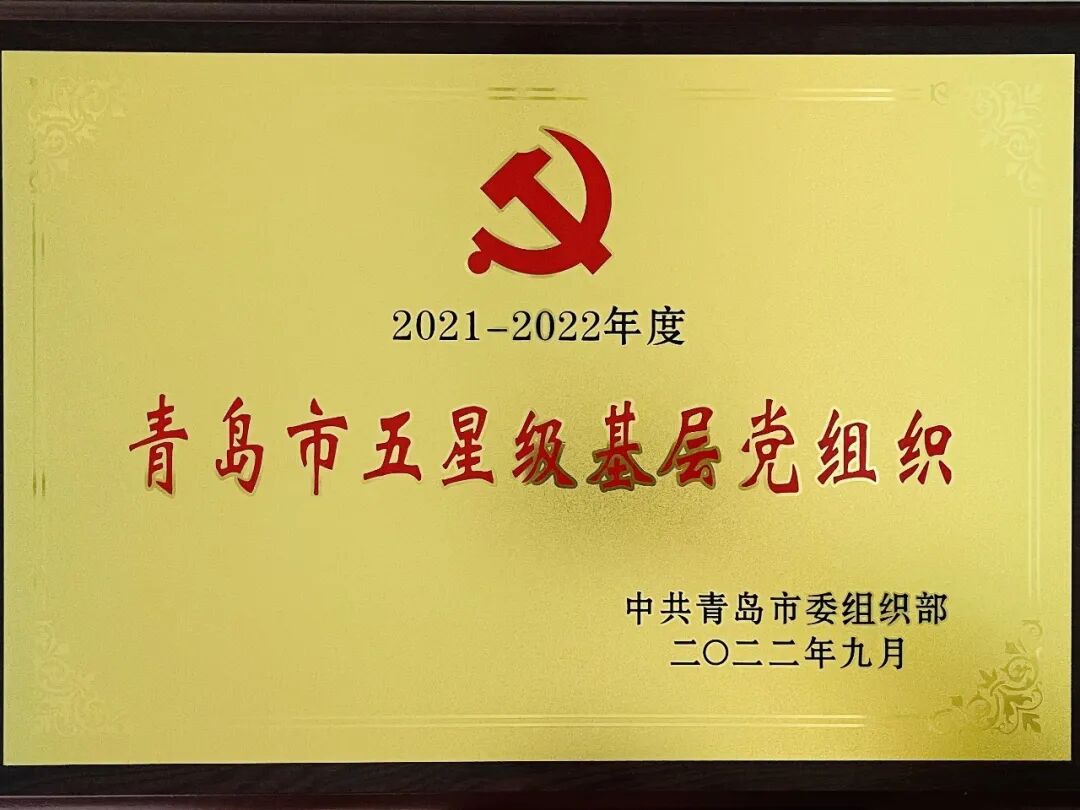 2021-2022年度
青岛市五星级基层党组织
中共青岛市委组织部
二〇二二年九月